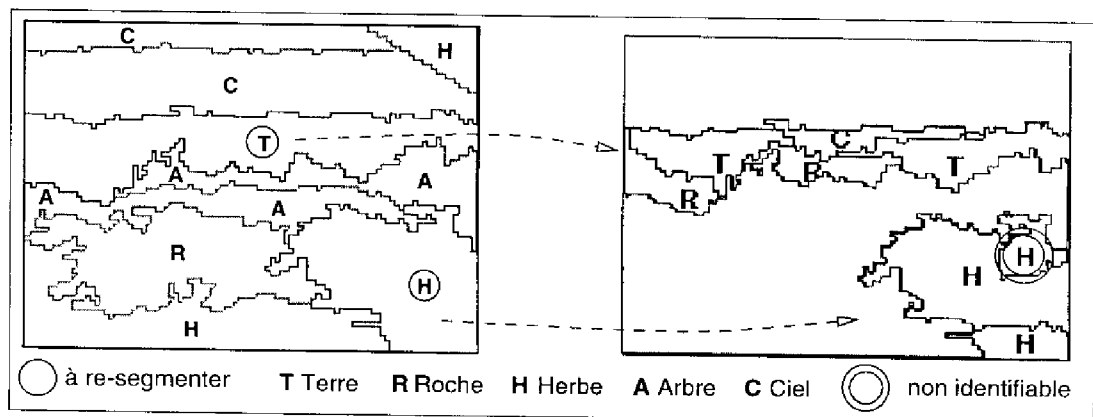 C
H
C
T
A
A
A
A
R
H
H
C
T
T
R
H
H
H
à re-segmenter T Terre R Roche H Herbe A Arbre C Ciel non identifiable